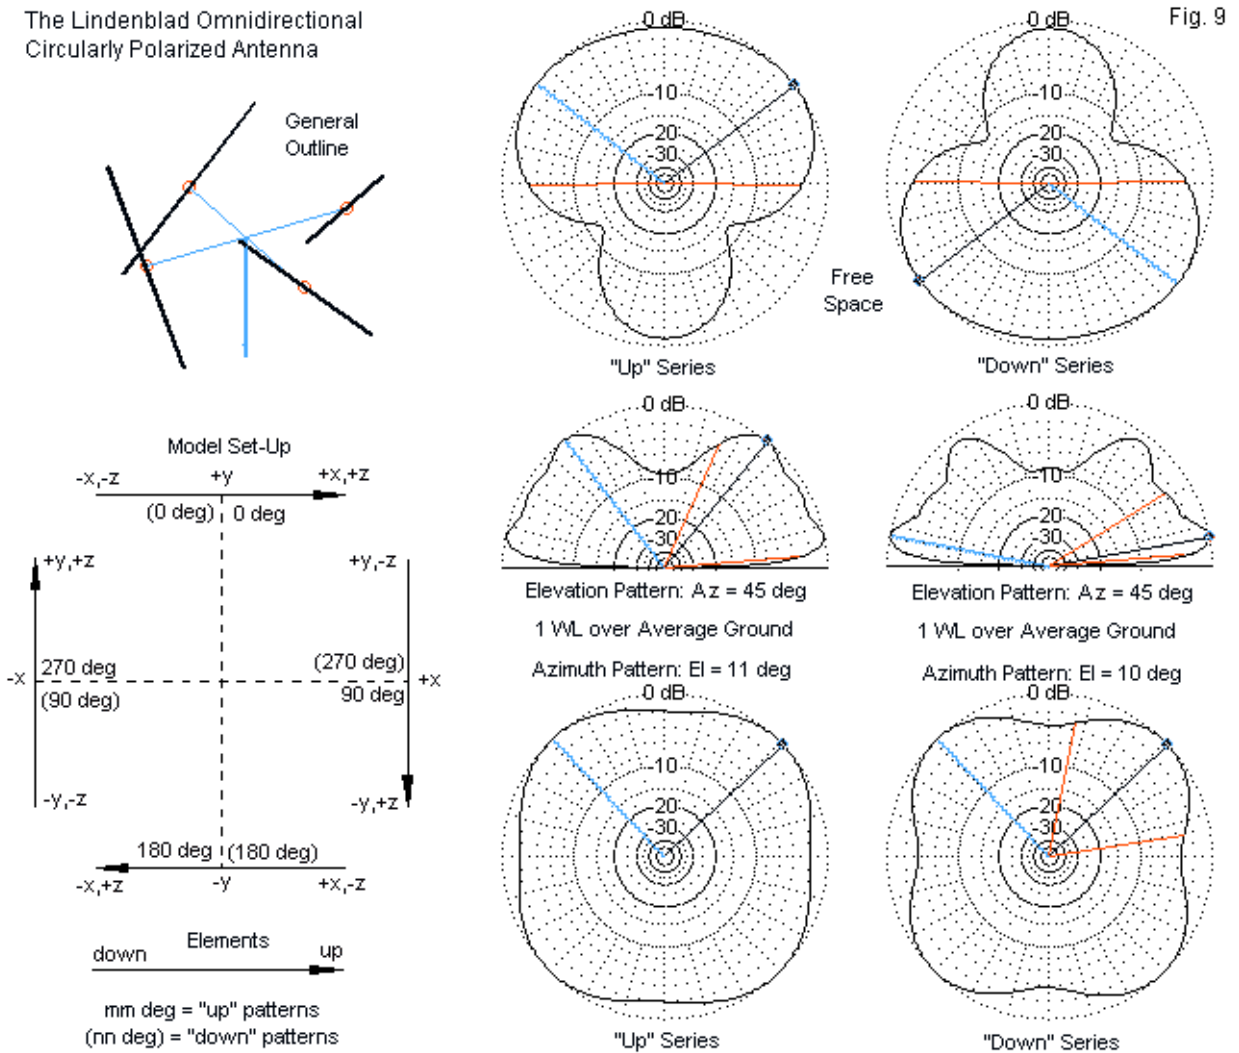 The Lindenblad Omnidirectional
Circularly Polarized Antenna
Fig. 9
General
Outline
0 dB
-10
-20
-30
"Up" Series
Free
Space
0 dB
-10
-20
-30
"Down" Series
Model Set-Up
-x,-z
+y
+x,+z
(0 deg)
0 deg
+y,+z
+y,-z
-x
270 deg
(90 deg)
(270 deg)
90 deg
+x
-y,-z
-y,+z
180 deg
(180 deg)
-x,+z
-y
+x,-z
down
Elements
up
mm deg = "up" patterns
(nn deg) = "down" patterns
0 dB
-10
-20
-30
Elevation Pattern: Az = 45 deg
1 WL over Average Ground
Azimuth Pattern: El = 11 deg
0 dB
-10
-20
-30
"Up" Series
0 dB
-10
-20
-30
Elevation Pattern: Az = 45 deg
1 WL over Average Ground
Azimuth Pattern: El = 10 deg
0 dB
-10
-20
-30
"Down" Series